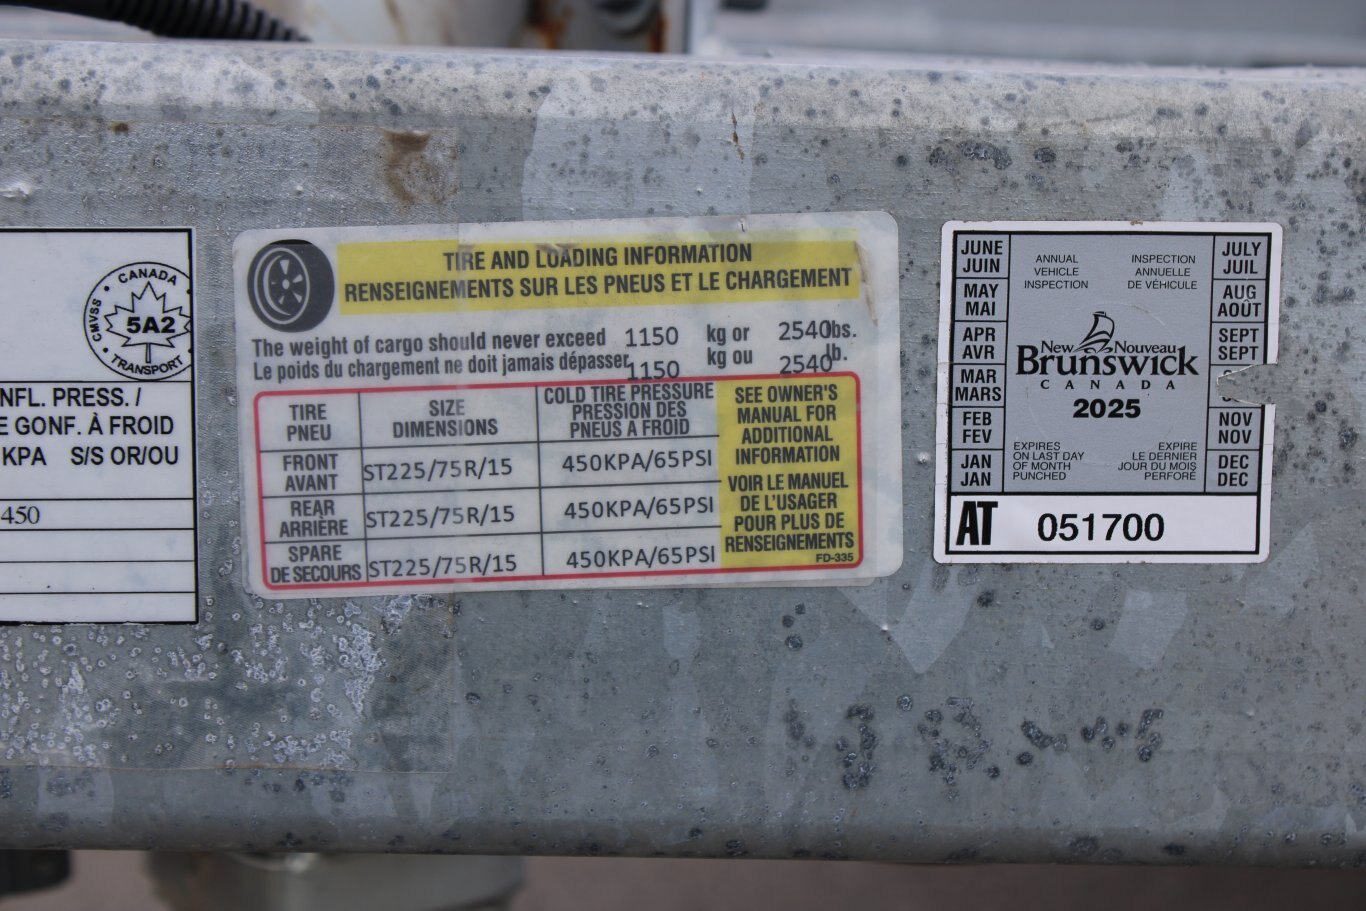 CANADA
CMVSS
5A2
TRANSPORT
NFL. PRESS. /
E GONF. À FROID
KPA S/S OR/OU
450
TIRE AND LOADING INFORMATION
RENSEIGNEMENTS SUR LES PNEUS ET LE CHARGEMENT
The weight of cargo should never exceed 1150 kg or 2540 lbs.
Le poids du chargement ne doit jamais dépasser 1150 kg ou 2540 lb.
TIRE
PNEU
SIZE
DIMENSIONS
COLD TIRE PRESSURE
PRESSION DES
PNEUS A FROID
FRONT
AVANT
ST225/75R/15
450KPA/65PSI
REAR
ARRIÈRE
ST225/75R/15
450KPA/65PSI
SPARE
DE SECOURS
ST225/75R/15
450KPA/65PSI
SEE OWNER'S
MANUAL FOR
ADDITIONAL
INFORMATION
VOIR LE MANUEL
DE L'USAGER
POUR PLUS DE
RENSEIGNEMENTS
FD-335
JUNE
JUIN
MAY
MAI
APR
AVR
MAR
MARS
FEB
FEV
JAN
JAN
ANNUAL
VEHICLE
INSPECTION
INSPECTION
ANNUELLE
DE VÉHICULE
New Nouveau
Brunswick
CANADA
2025
EXPIRES
ON LAST DAY
OF MONTH
PUNCHED
EXPIRE
LE DERNIER
JOUR DU MOIS
PERFORÉ
JULY
JUIL
AUG
AOÛT
SEPT
SEPT
NOV
NOV
DEC
DEC
AT 051700